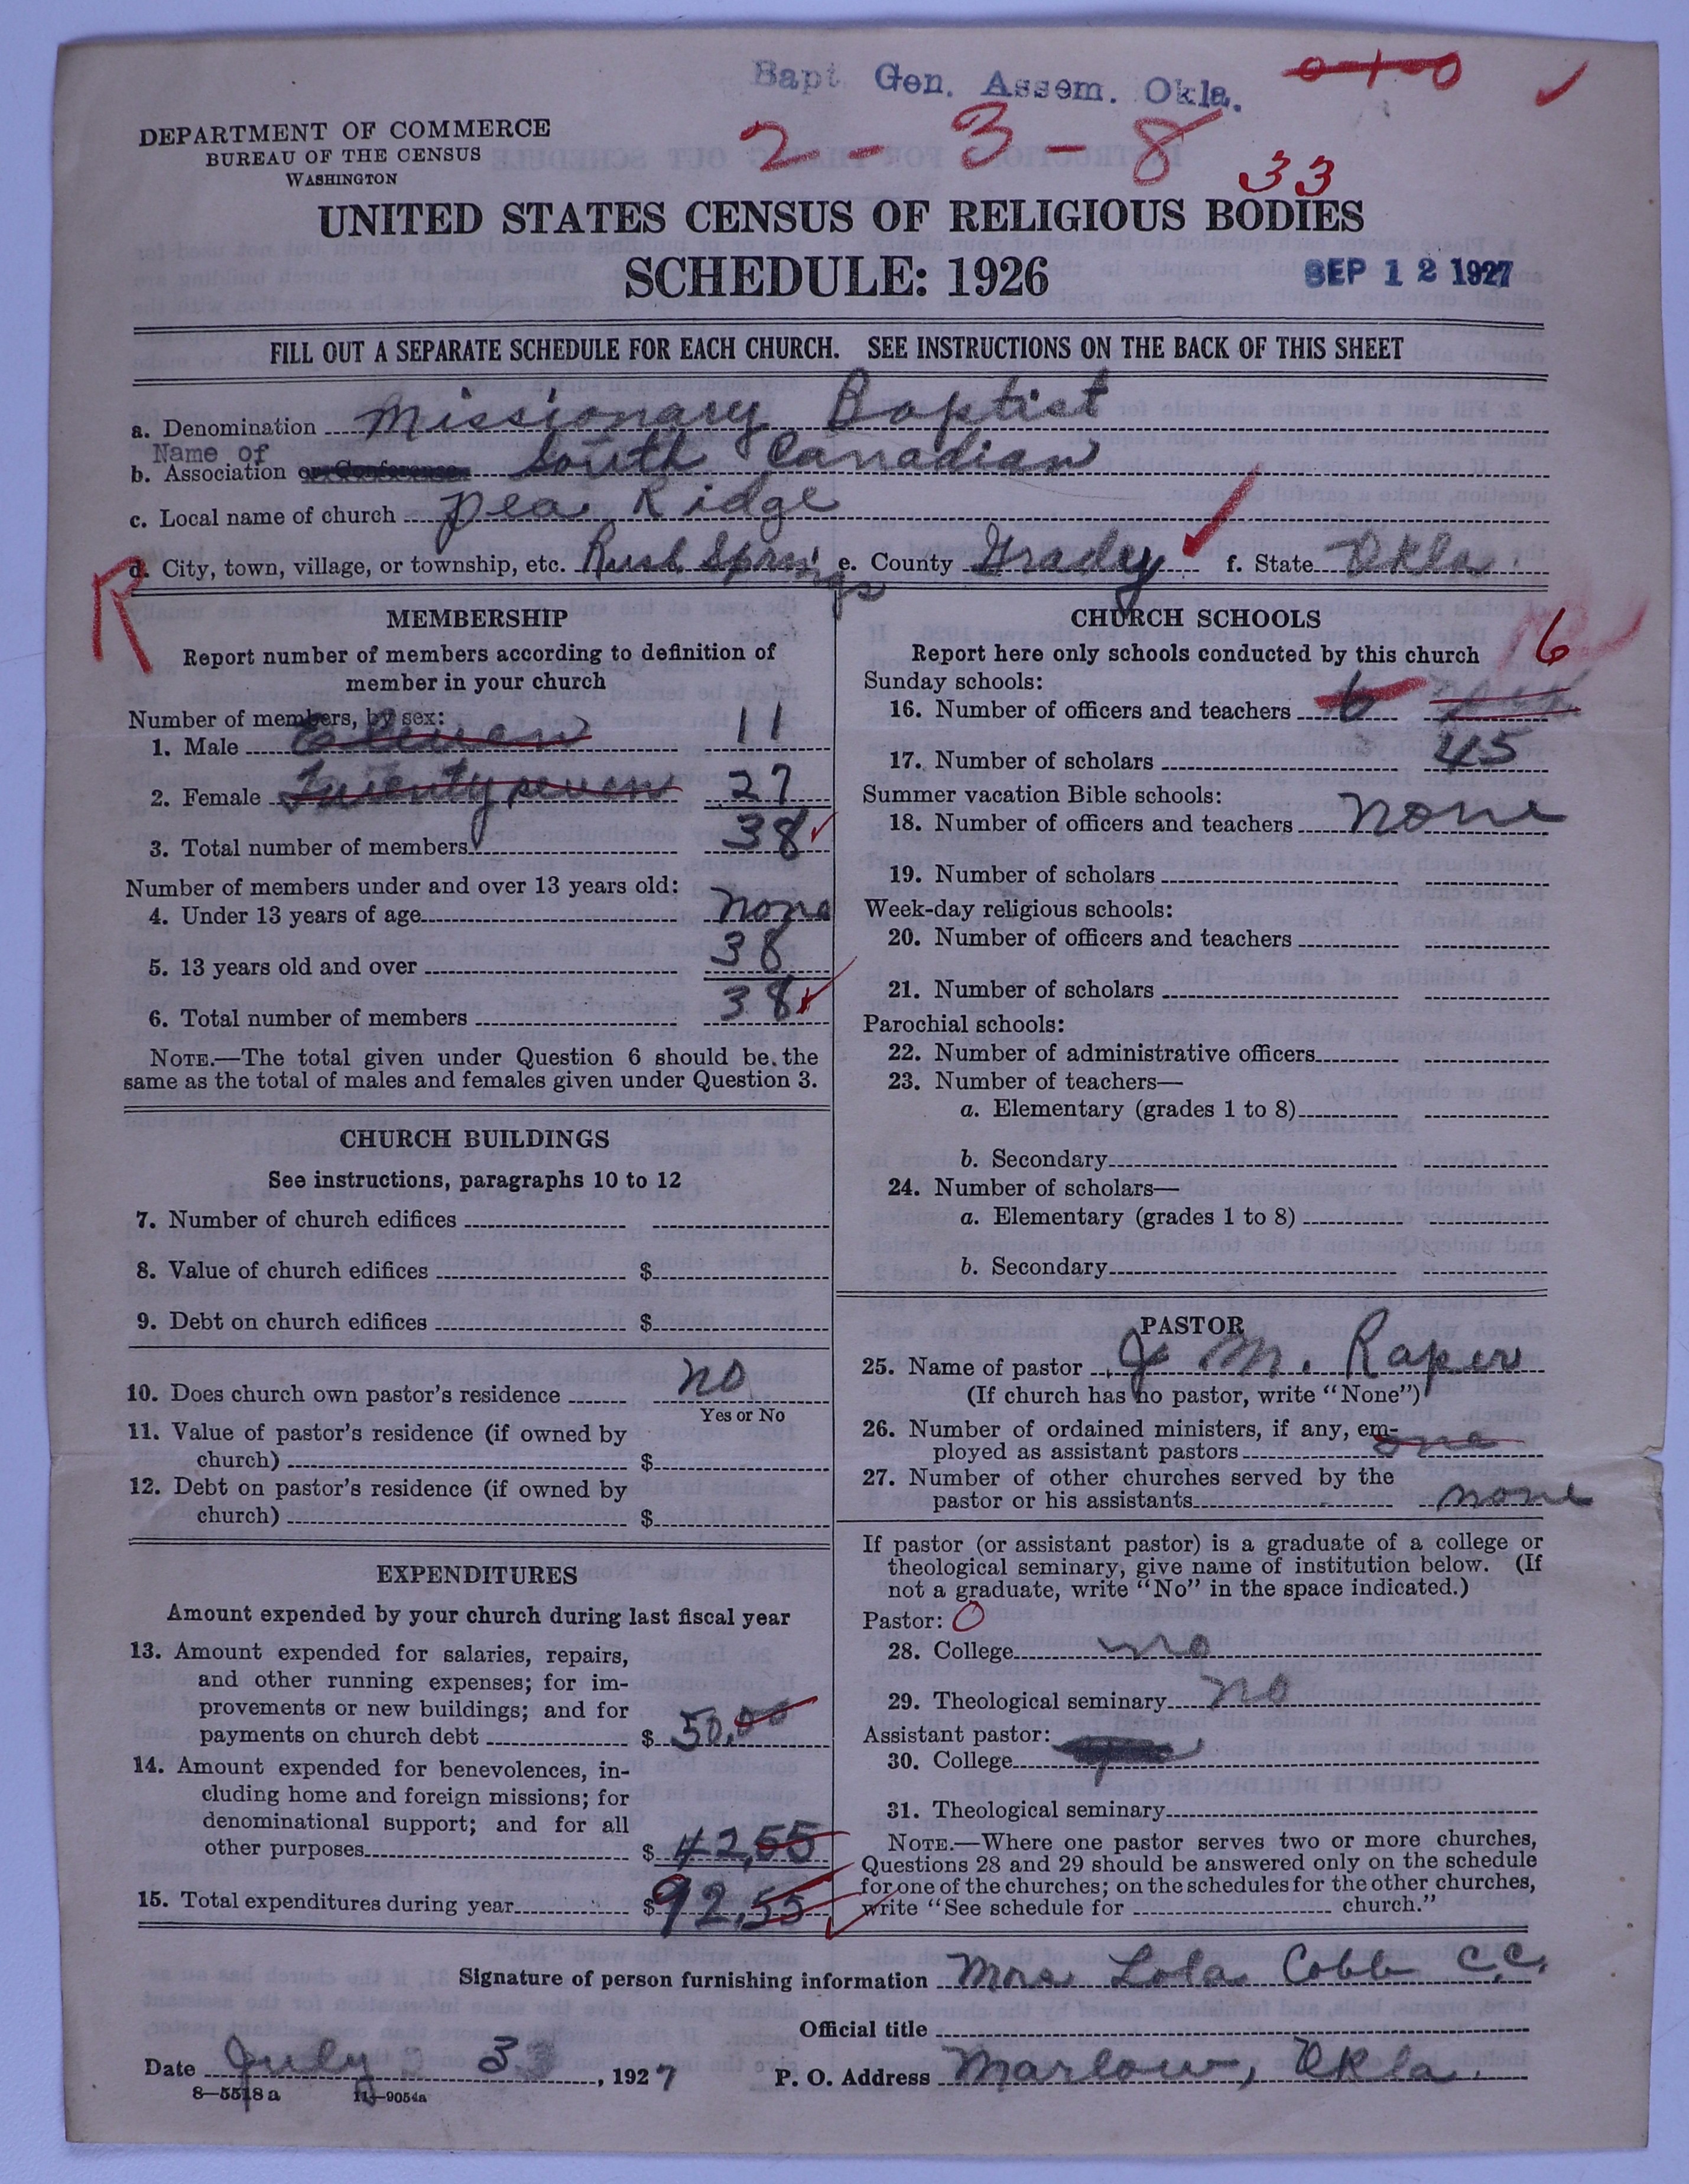 Bapt. Gen. Assem. Okla. 0-1-0
DEPARTMENT OF COMMERCE
BUREAU OF THE CENSUS
WASHINGTON
2 - 3 - 8
33
UNITED STATES CENSUS OF RELIGIOUS BODIES
SCHEDULE: 1926
SEP 12 1927
FILL OUT A SEPARATE SCHEDULE FOR EACH CHURCH. SEE INSTRUCTIONS ON THE BACK OF THIS SHEET
a. Denomination Missionary Baptist
Name of
b. Association or Conference South Canadian
c. Local name of church Pea Ridge
d. City, town, village, or township, etc. Rush Springs e. County Grady f. State Okla.
R
MEMBERSHIP
Report number of members according to definition of
member in your church
Number of members, by sex:
1. Male Eleven 11
2. Female Twenty seven 27
3. Total number of members 38
Number of members under and over 13 years old:
4. Under 13 years of age none
5. 13 years old and over 38
6. Total number of members 38
NOTE.—The total given under Question 6 should be the
same as the total of males and females given under Question 3.
CHURCH BUILDINGS
See instructions, paragraphs 10 to 12
7. Number of church edifices
8. Value of church edifices $
9. Debt on church edifices $
10. Does church own pastor's residence no
Yes or No
11. Value of pastor's residence (if owned by
church) $
12. Debt on pastor's residence (if owned by
church) $
EXPENDITURES
Amount expended by your church during last fiscal year
13. Amount expended for salaries, repairs,
and other running expenses; for im-
provements or new buildings; and for
payments on church debt $ 50.00
14. Amount expended for benevolences, in-
cluding home and foreign missions; for
denominational support; and for all
other purposes $ 42.55
15. Total expenditures during year $ 92.55
CHURCH SCHOOLS
Report here only schools conducted by this church 6
Sunday schools:
16. Number of officers and teachers 6
17. Number of scholars 45
Summer vacation Bible schools:
18. Number of officers and teachers none
19. Number of scholars
Week-day religious schools:
20. Number of officers and teachers
21. Number of scholars
Parochial schools:
22. Number of administrative officers
23. Number of teachers—
a. Elementary (grades 1 to 8)
b. Secondary
24. Number of scholars—
a. Elementary (grades 1 to 8)
b. Secondary
PASTOR
25. Name of pastor J. M. Raper
(If church has no pastor, write "None")
26. Number of ordained ministers, if any, em-
ployed as assistant pastors one
27. Number of other churches served by the
pastor or his assistants none
If pastor (or assistant pastor) is a graduate of a college or
theological seminary, give name of institution below. (If
not a graduate, write "No" in the space indicated.)
Pastor: O
28. College no
29. Theological seminary no
Assistant pastor:
30. College
31. Theological seminary
NOTE.—Where one pastor serves two or more churches,
Questions 28 and 29 should be answered only on the schedule
for one of the churches; on the schedules for the other churches,
write "See schedule for church."
Signature of person furnishing information Mrs Lola Cobb C.C.
Official title
Date July 33, 1927 P. O. Address Marlow, Okla.
8—5518a 11—9054a